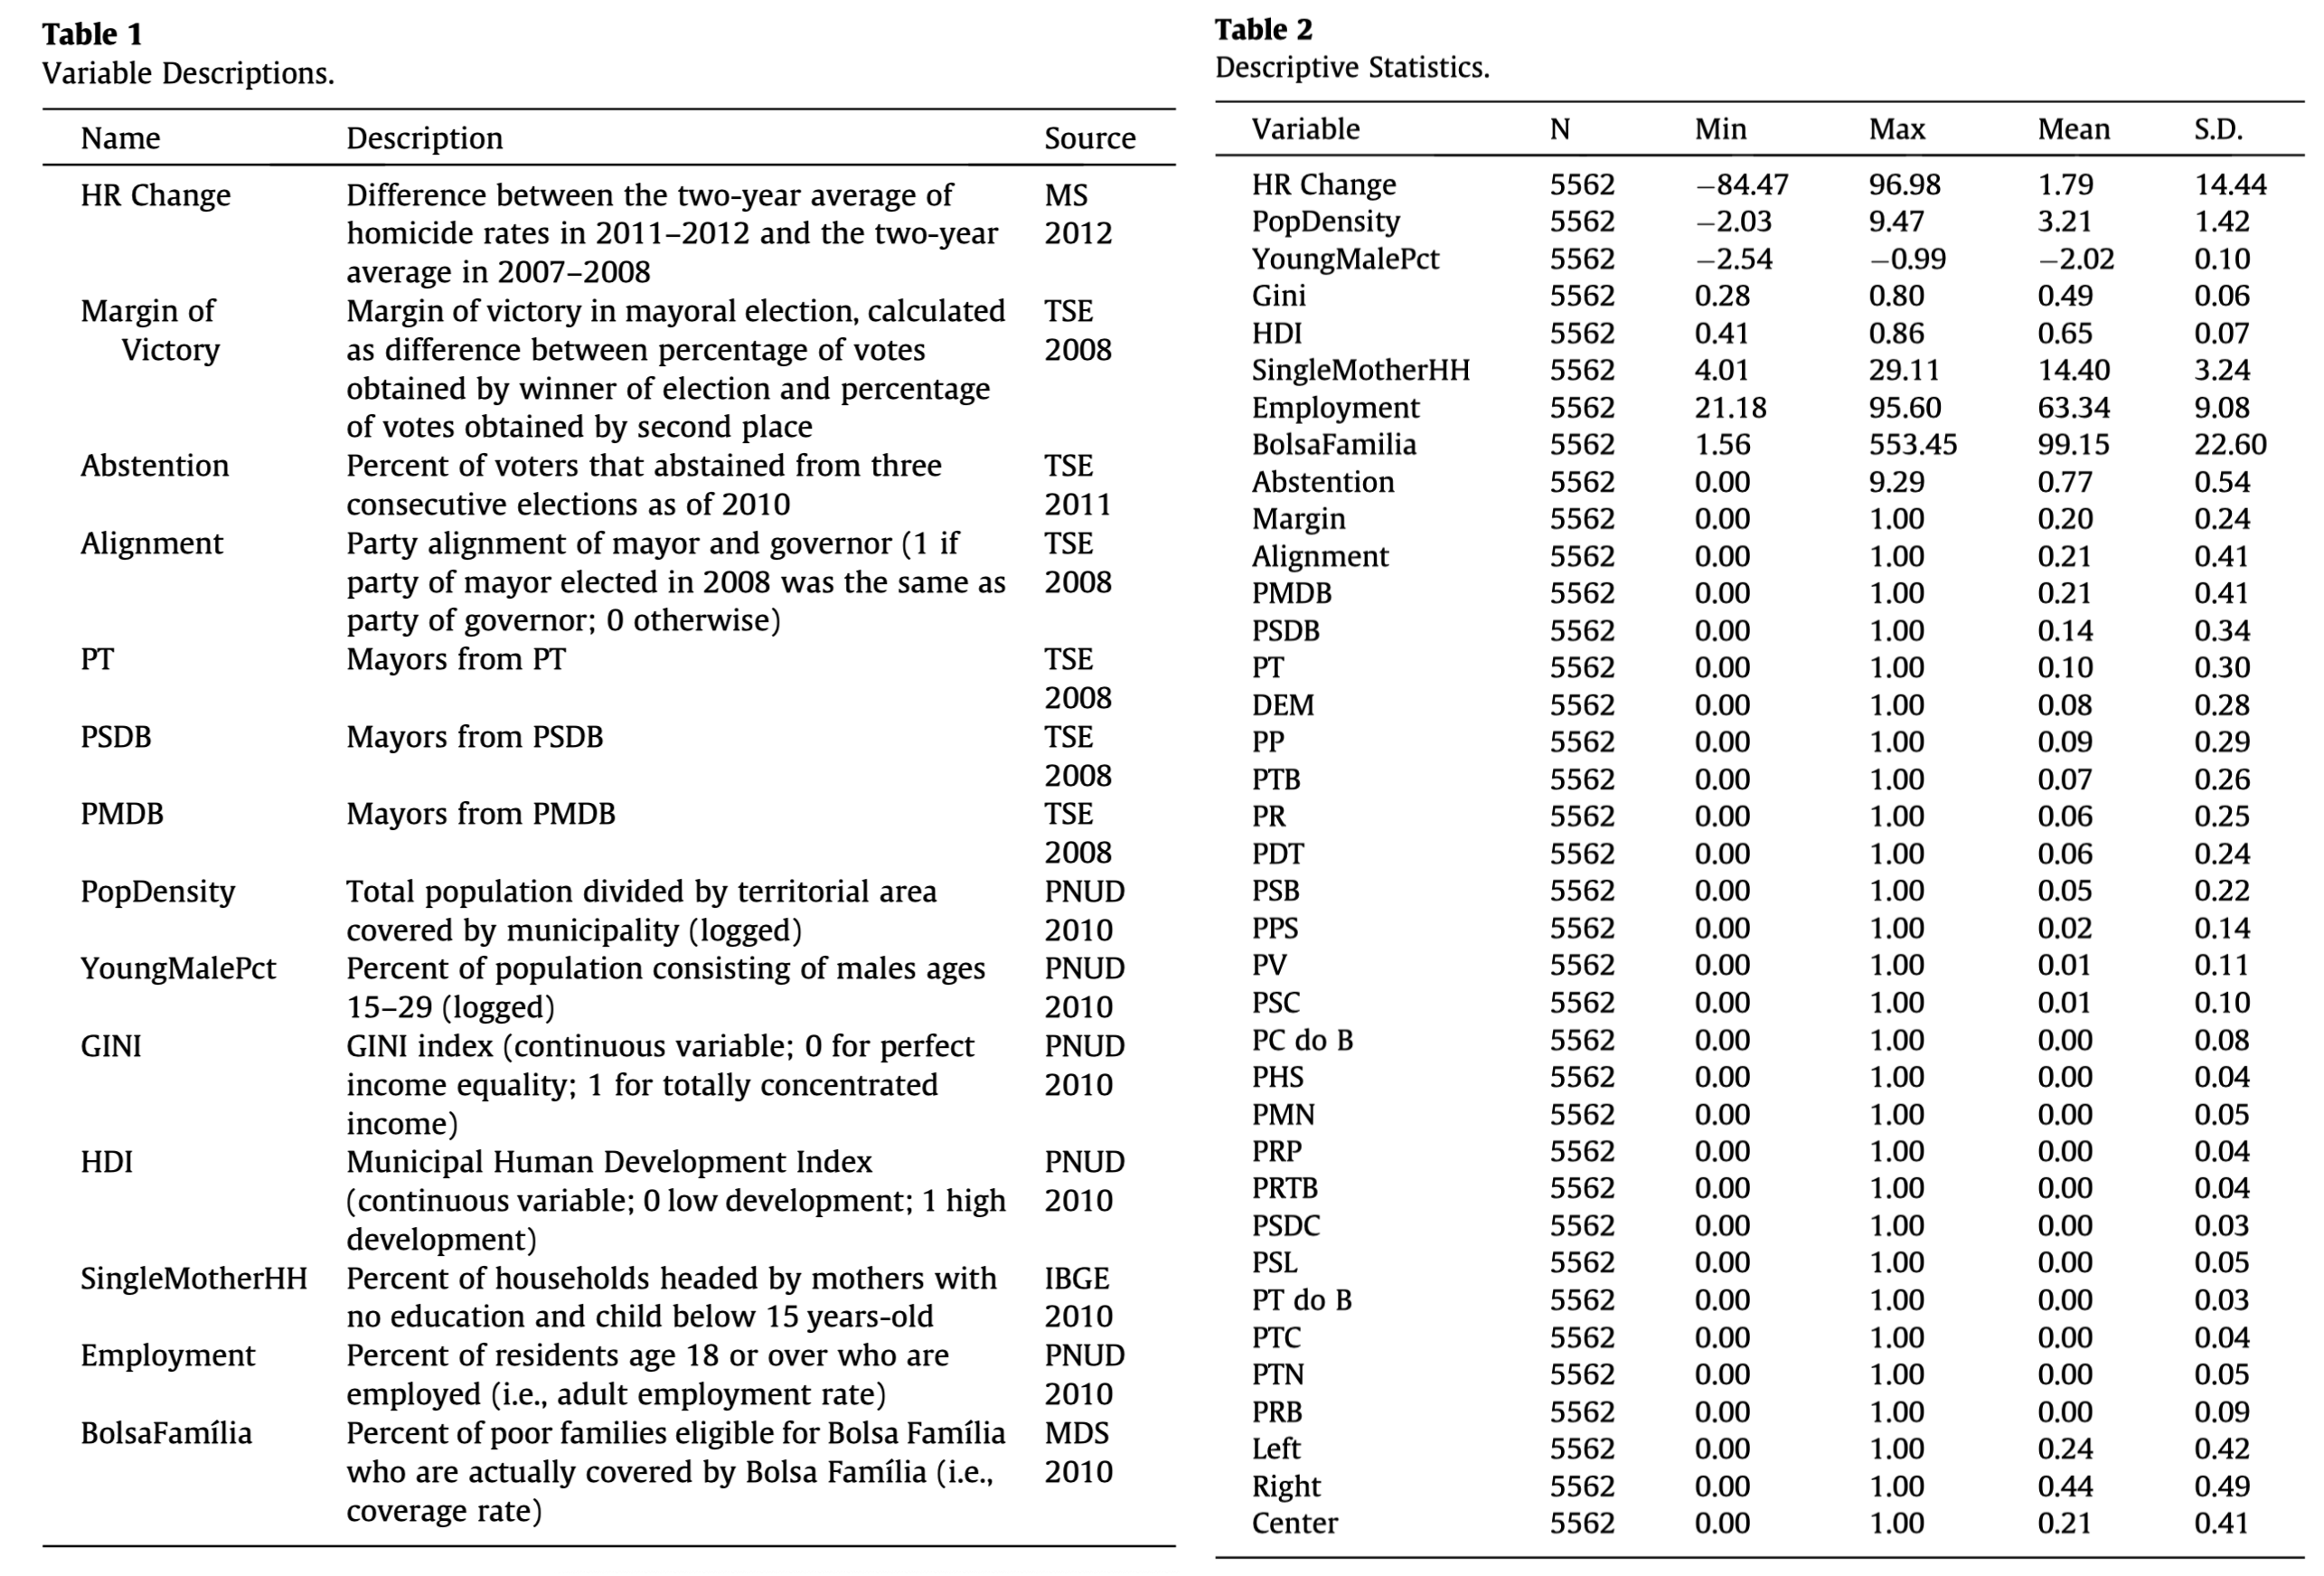 Table 1
Variable Descriptions.
Name Description Source
HR Change Difference between the two-year average of MS
homicide rates in 2011–2012 and the two-year 2012
average in 2007–2008
Margin of Margin of victory in mayoral election, calculated TSE
Victory as difference between percentage of votes 2008
obtained by winner of election and percentage
of votes obtained by second place
Abstention Percent of voters that abstained from three TSE
consecutive elections as of 2010 2011
Alignment Party alignment of mayor and governor (1 if TSE
party of mayor elected in 2008 was the same as 2008
party of governor; 0 otherwise)
PT Mayors from PT TSE
2008
PSDB Mayors from PSDB TSE
2008
PMDB Mayors from PMDB TSE
2008
PopDensity Total population divided by territorial area PNUD
covered by municipality (logged) 2010
YoungMalePct Percent of population consisting of males ages PNUD
15–29 (logged) 2010
GINI GINI index (continuous variable; 0 for perfect PNUD
income equality; 1 for totally concentrated 2010
income)
HDI Municipal Human Development Index PNUD
(continuous variable; 0 low development; 1 high 2010
development)
SingleMotherHH Percent of households headed by mothers with IBGE
no education and child below 15 years-old 2010
Employment Percent of residents age 18 or over who are PNUD
employed (i.e., adult employment rate) 2010
BolsaFamília Percent of poor families eligible for Bolsa Família MDS
who are actually covered by Bolsa Família (i.e., 2010
coverage rate)
Table 2
Descriptive Statistics.
Variable N Min Max Mean S.D.
HR Change 5562 −84.47 96.98 1.79 14.44
PopDensity 5562 −2.03 9.47 3.21 1.42
YoungMalePct 5562 −2.54 −0.99 −2.02 0.10
Gini 5562 0.28 0.80 0.49 0.06
HDI 5562 0.41 0.86 0.65 0.07
SingleMotherHH 5562 4.01 29.11 14.40 3.24
Employment 5562 21.18 95.60 63.34 9.08
BolsaFamilia 5562 1.56 553.45 99.15 22.60
Abstention 5562 0.00 9.29 0.77 0.54
Margin 5562 0.00 1.00 0.20 0.24
Alignment 5562 0.00 1.00 0.21 0.41
PMDB 5562 0.00 1.00 0.21 0.41
PSDB 5562 0.00 1.00 0.14 0.34
PT 5562 0.00 1.00 0.10 0.30
DEM 5562 0.00 1.00 0.08 0.28
PP 5562 0.00 1.00 0.09 0.29
PTB 5562 0.00 1.00 0.07 0.26
PR 5562 0.00 1.00 0.06 0.25
PDT 5562 0.00 1.00 0.06 0.24
PSB 5562 0.00 1.00 0.05 0.22
PPS 5562 0.00 1.00 0.02 0.14
PV 5562 0.00 1.00 0.01 0.11
PSC 5562 0.00 1.00 0.01 0.10
PC do B 5562 0.00 1.00 0.00 0.08
PHS 5562 0.00 1.00 0.00 0.04
PMN 5562 0.00 1.00 0.00 0.05
PRP 5562 0.00 1.00 0.00 0.04
PRTB 5562 0.00 1.00 0.00 0.04
PSDC 5562 0.00 1.00 0.00 0.03
PSL 5562 0.00 1.00 0.00 0.05
PT do B 5562 0.00 1.00 0.00 0.03
PTC 5562 0.00 1.00 0.00 0.04
PTN 5562 0.00 1.00 0.00 0.05
PRB 5562 0.00 1.00 0.00 0.09
Left 5562 0.00 1.00 0.24 0.42
Right 5562 0.00 1.00 0.44 0.49
Center 5562 0.00 1.00 0.21 0.41